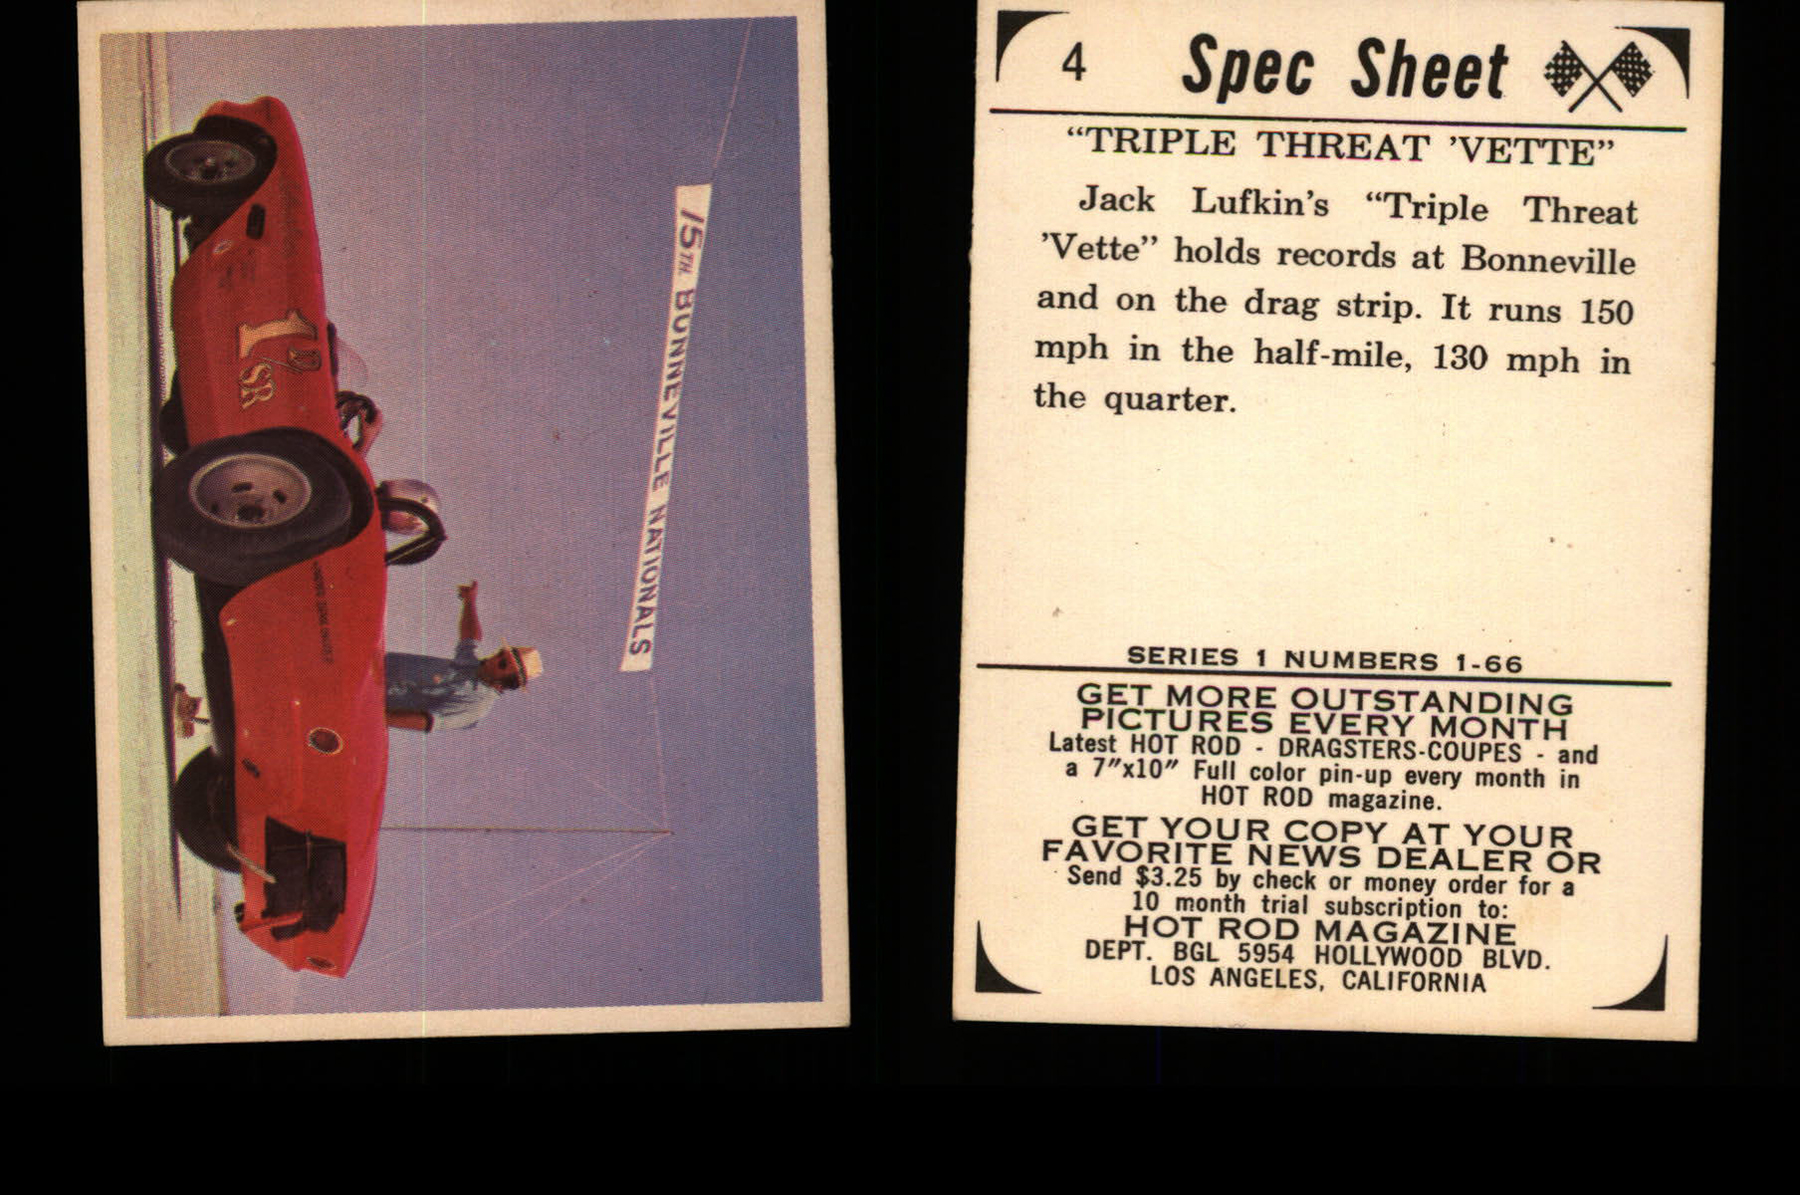 15TH BONNEVILLE NATIONALS
1
SR
4 Spec Sheet
“TRIPLE THREAT ’VETTE”
Jack Lufkin’s “Triple Threat
’Vette” holds records at Bonneville
and on the drag strip. It runs 150
mph in the half-mile, 130 mph in
the quarter.
SERIES 1 NUMBERS 1-66
GET MORE OUTSTANDING
PICTURES EVERY MONTH
Latest HOT ROD - DRAGSTERS-COUPES - and
a 7"x10" Full color pin-up every month in
HOT ROD magazine.
GET YOUR COPY AT YOUR
FAVORITE NEWS DEALER OR
Send $3.25 by check or money order for a
10 month trial subscription to:
HOT ROD MAGAZINE
DEPT. BGL 5954 HOLLYWOOD BLVD.
LOS ANGELES, CALIFORNIA